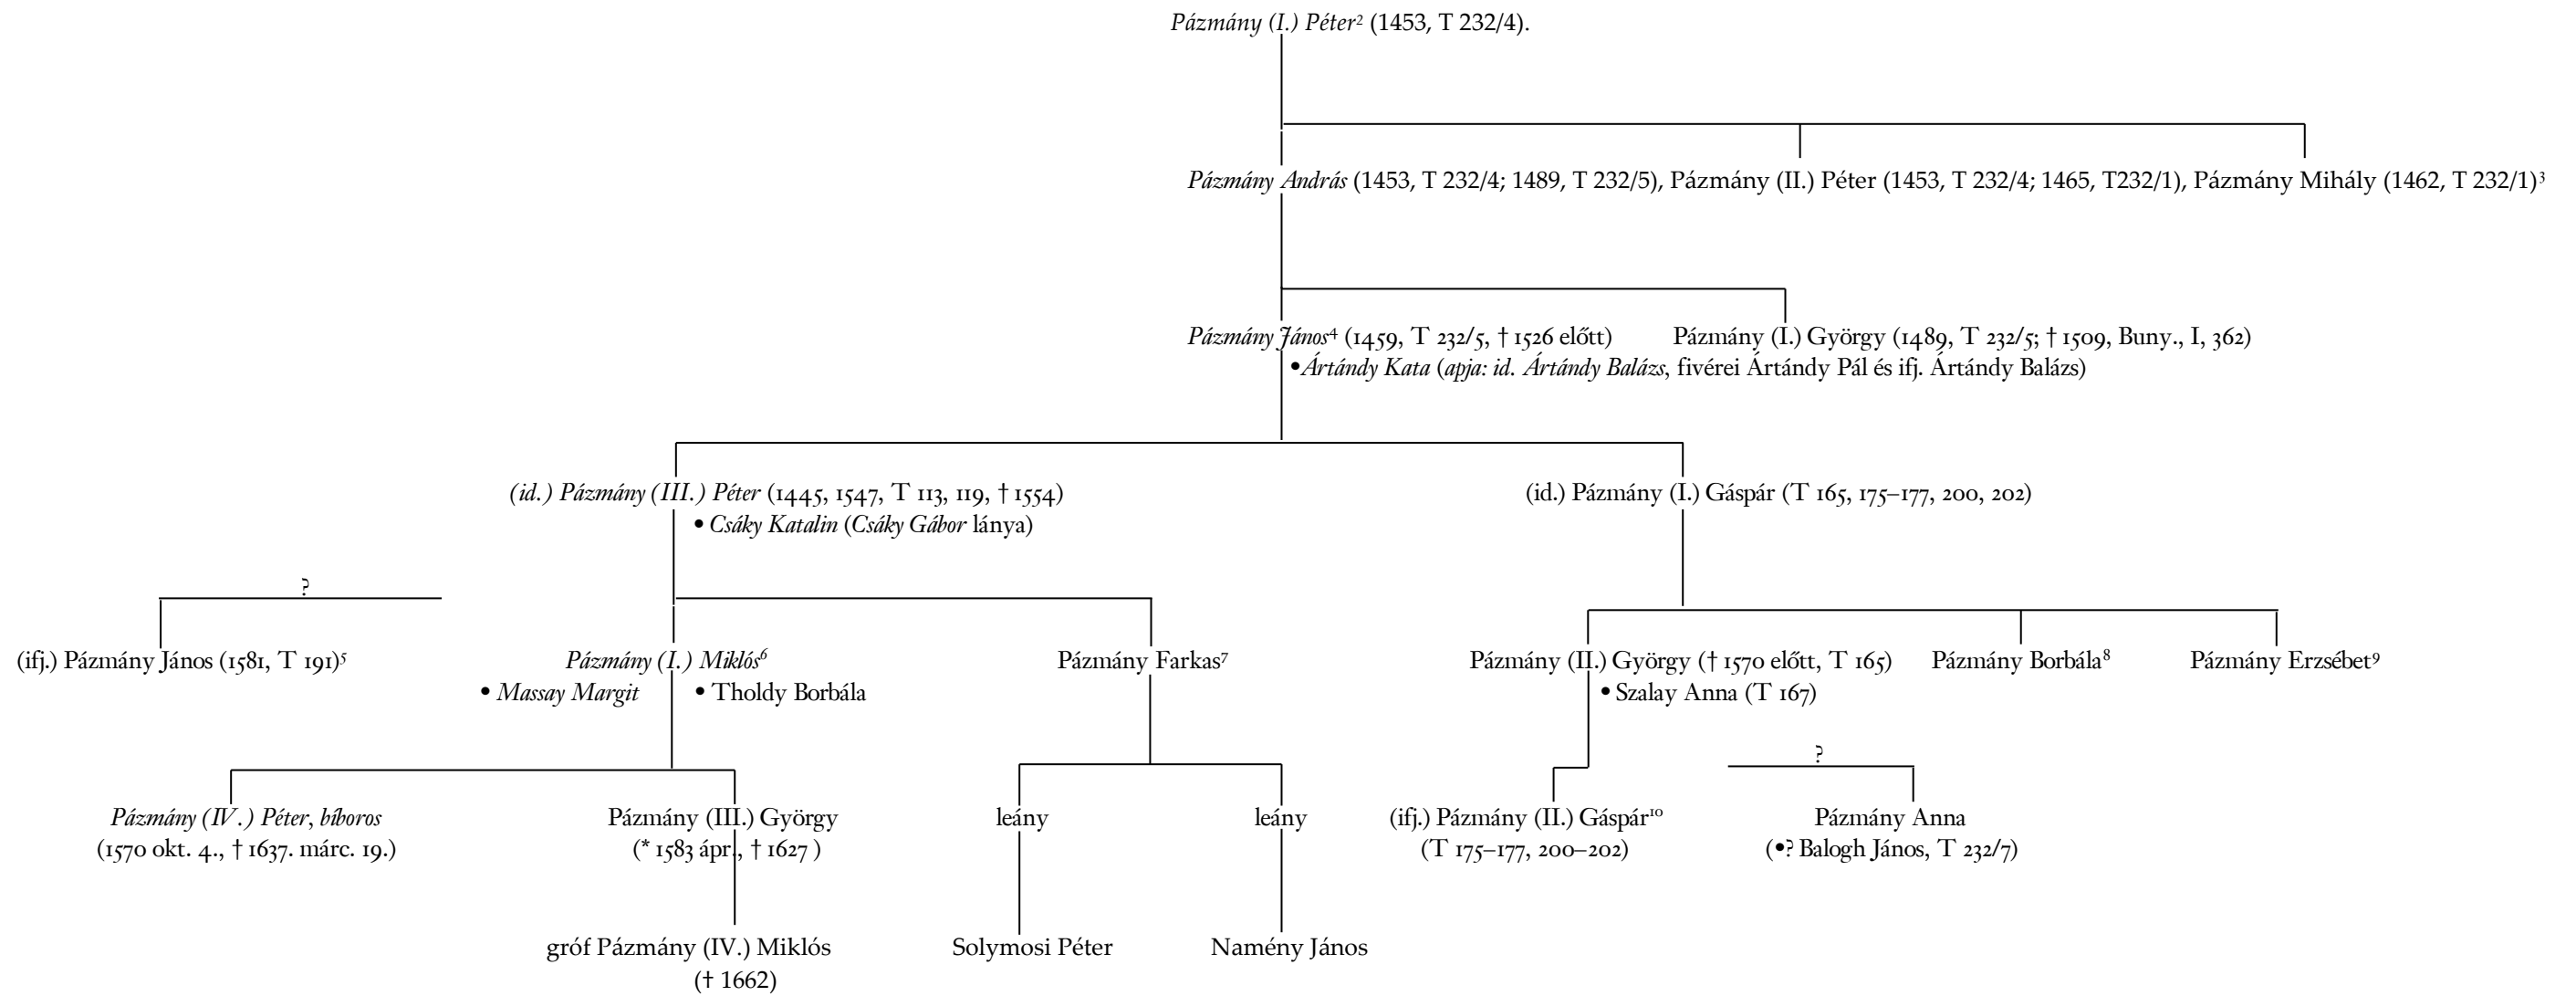 Pázmány (I.) Péter² (1453, T 232/4).
Pázmány András (1453, T 232/4; 1489, T 232/5), Pázmány (II.) Péter (1453, T 232/4; 1465, T232/1), Pázmány Mihály (1462, T 232/1)³
Pázmány János⁴ (1459, T 232/5, † 1526 előtt) Pázmány (I.) György (1489, T 232/5; † 1509, Buny., I, 362)
•Ártándy Kata (apja: id. Ártándy Balázs, fivérei Ártándy Pál és ifj. Ártándy Balázs)
(id.) Pázmány (III.) Péter (1445, 1547, T 113, 119, † 1554) (id.) Pázmány (I.) Gáspár (T 165, 175–177, 200, 202)
• Csáky Katalin (Csáky Gábor lánya)
?
(ifj.) Pázmány János (1581, T 191)⁵ Pázmány (I.) Miklós⁶ Pázmány Farkas⁷ Pázmány (II.) György († 1570 előtt, T 165) Pázmány Borbála⁸ Pázmány Erzsébet⁹
• Massay Margit • Tholdy Borbála • Szalay Anna (T 167)
?
Pázmány (IV.) Péter, bíboros Pázmány (III.) György leány leány (ifj.) Pázmány (II.) Gáspár¹⁰ Pázmány Anna
(1570 okt. 4., † 1637. márc. 19.) (* 1583 ápr., † 1627 ) (T 175–177, 200–202) (•? Balogh János, T 232/7)
gróf Pázmány (IV.) Miklós Solymosi Péter Namény János
(† 1662)